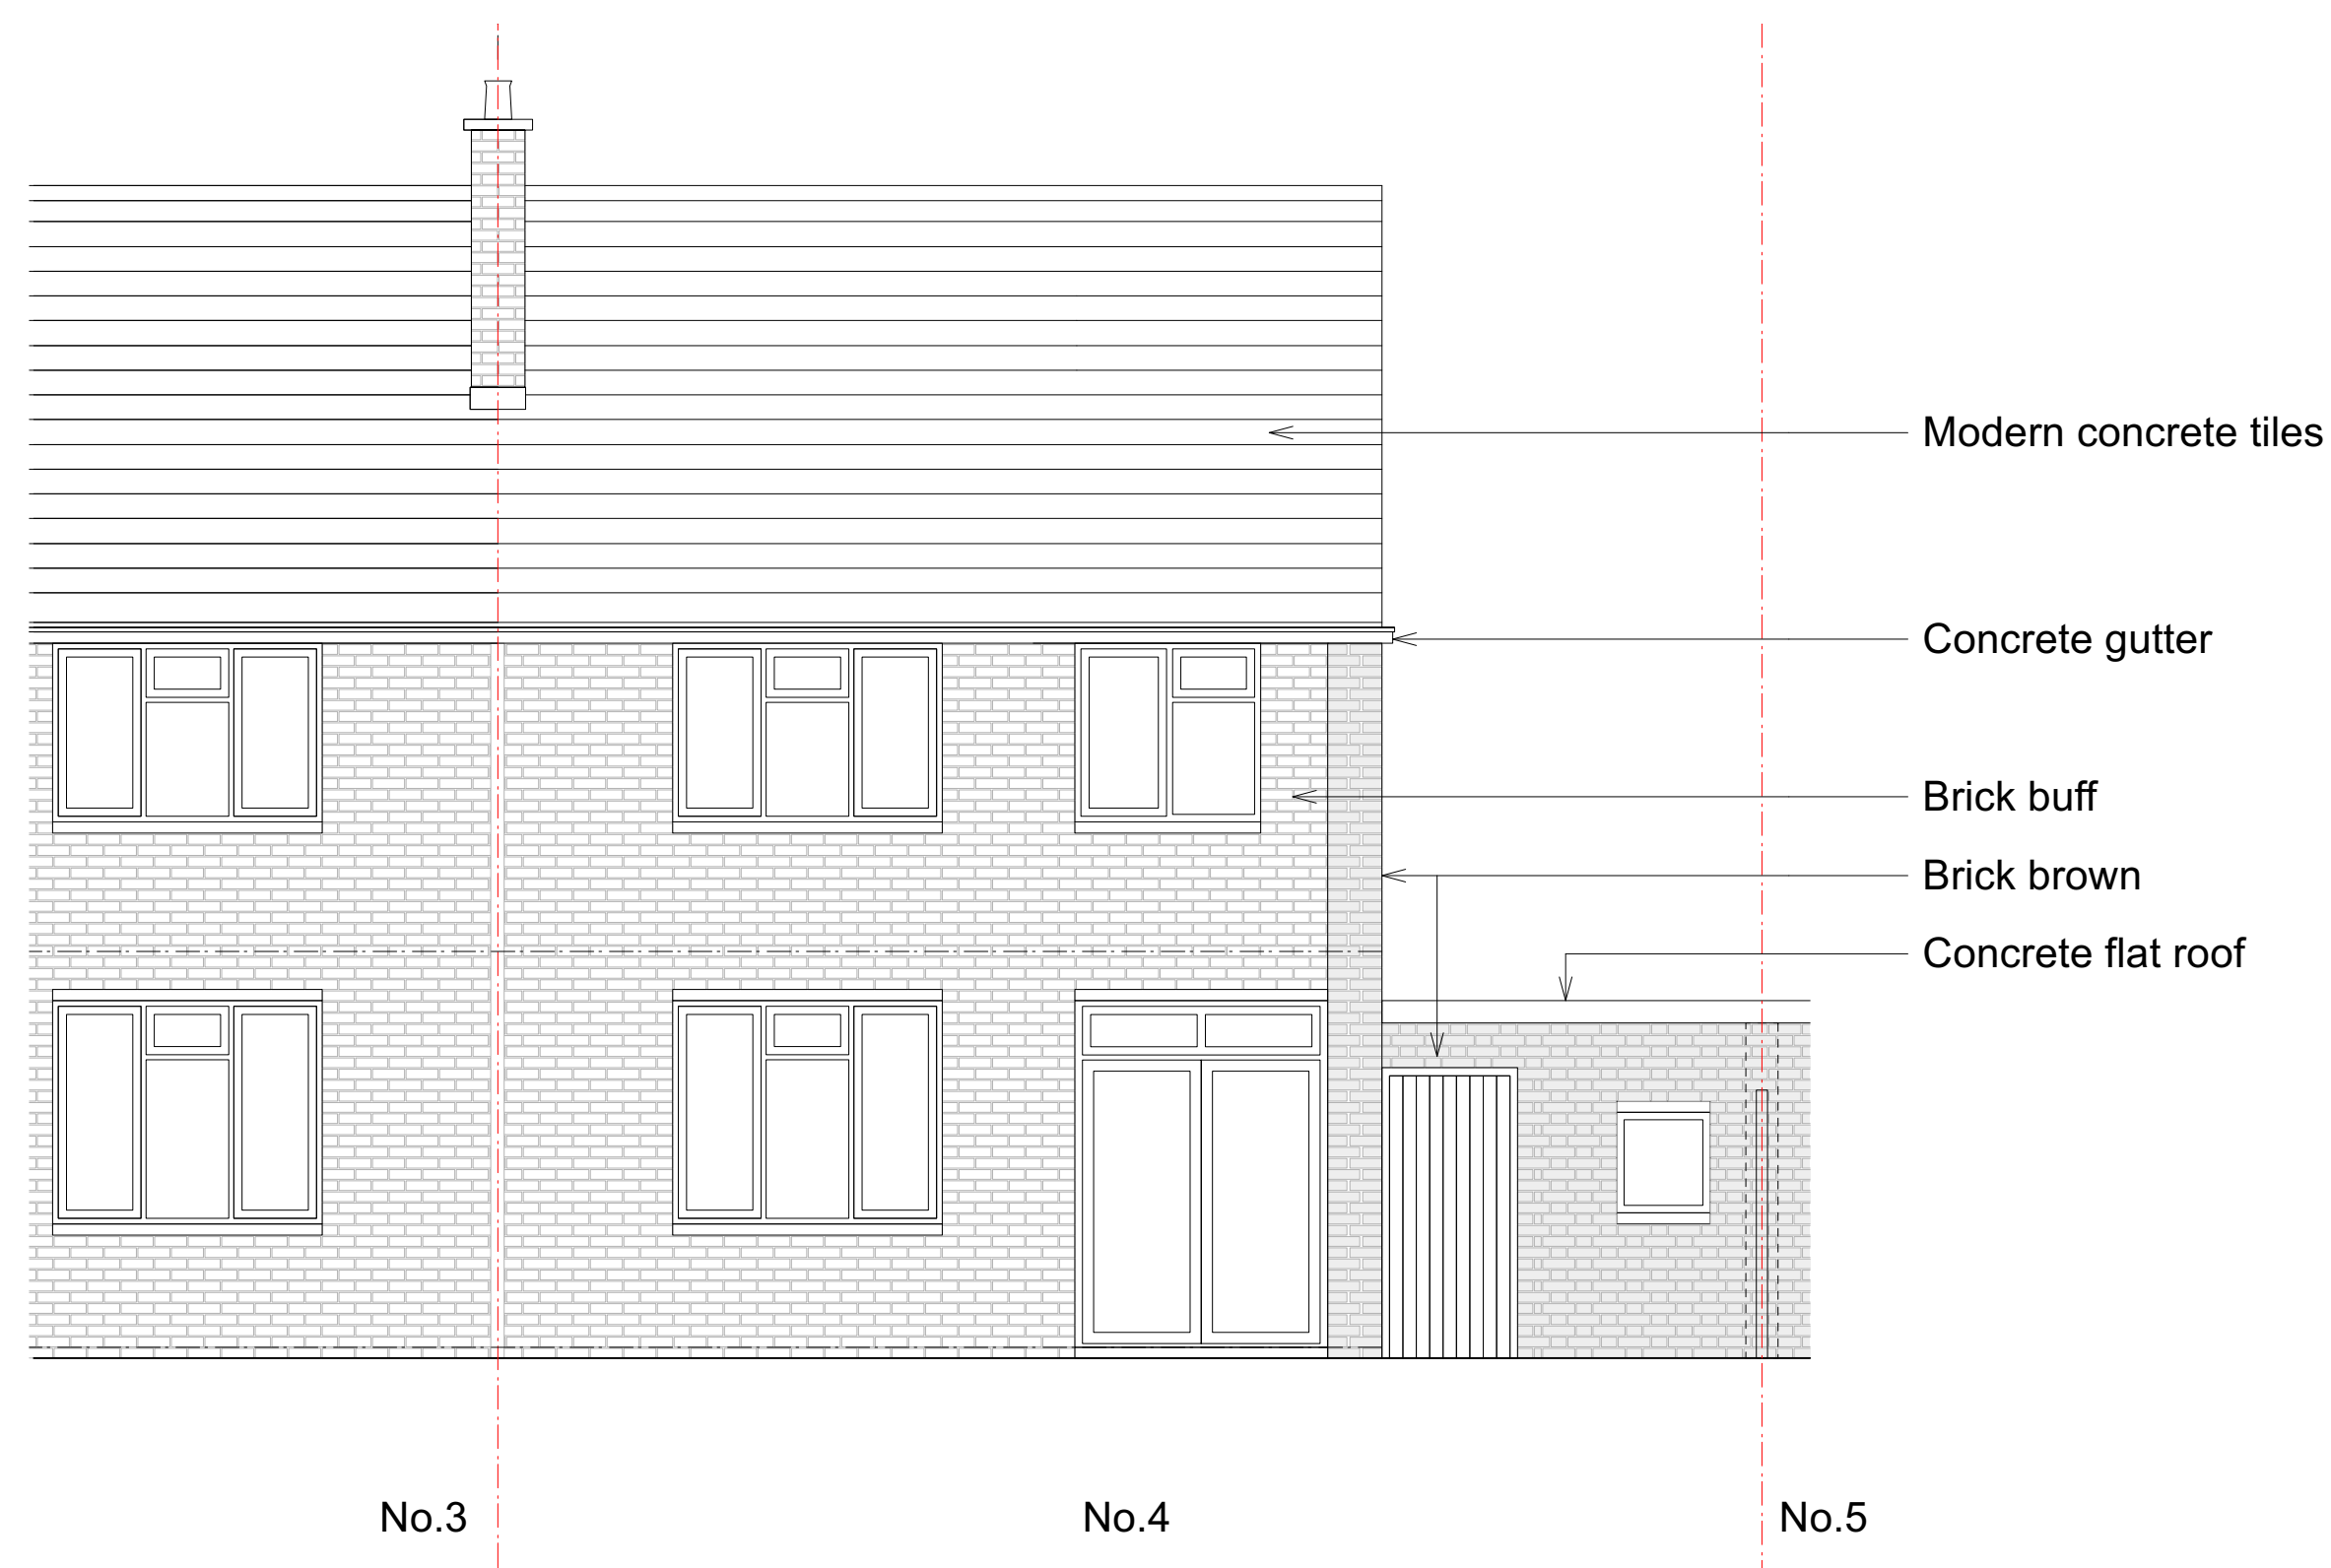 Modern concrete tiles
Concrete gutter
Brick buff
Brick brown
Concrete flat roof
No.3
No.4
No.5